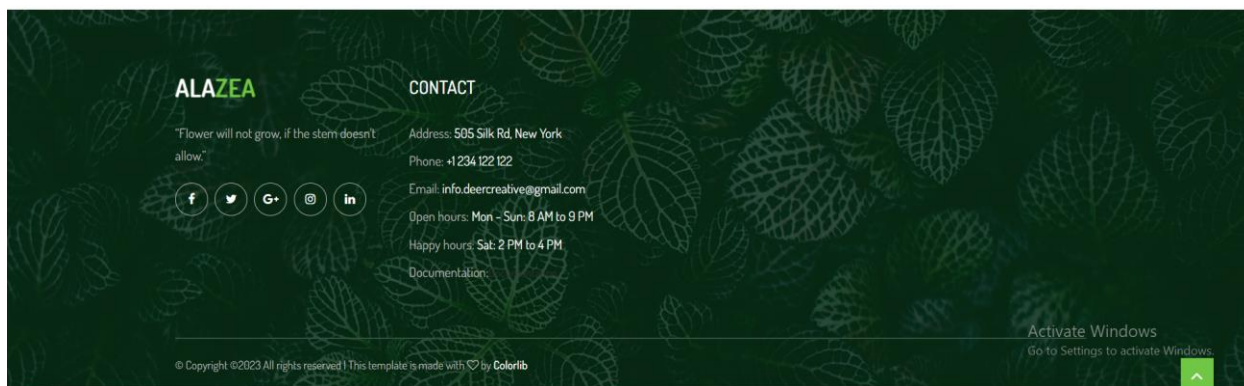 ALAZEA
"Flower will not grow, if the stem doesn't
allow."
CONTACT
Address: 505 Silk Rd, New York
Phone: +1 234 122 122
Email: info.deercreative@gmail.com
Open hours: Mon - Sun: 8 AM to 9 PM
Happy hours: Sat: 2 PM to 4 PM
Documentation:
© Copyright ©2023 All rights reserved | This template is made with ♡ by Colorlib
Activate Windows
Go to Settings to activate Windows.